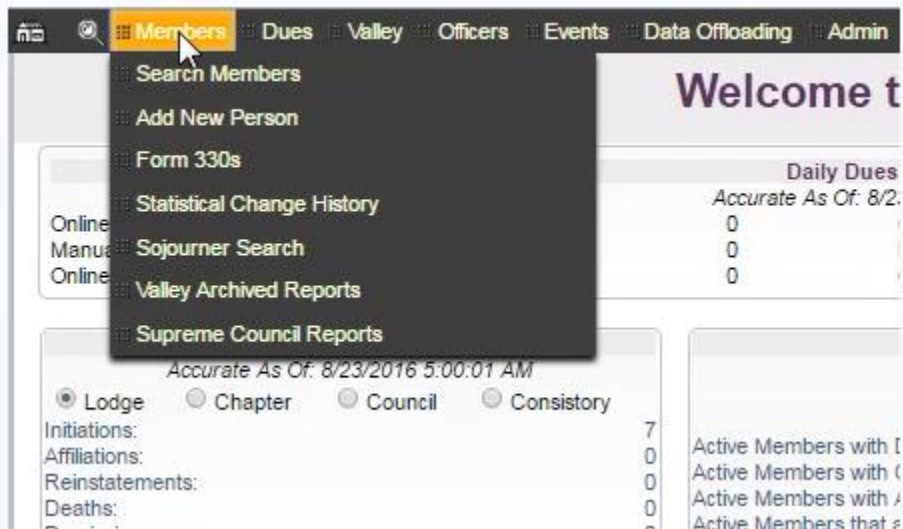 Members Dues Valley Officers Events Data Offloading Admin
Search Members
Add New Person
Form 330s
Statistical Change History
Sojourner Search
Valley Archived Reports
Supreme Council Reports
Welcome t
Daily Dues
Accurate As Of: 8/2
Online 0
Manua 0
Online 0
Accurate As Of: 8/23/2016 5:00:01 AM
Lodge Chapter Council Consistory
Initiations: 7
Affiliations: 0
Reinstatements: 0
Deaths: 0
Active Members with
Active Members with
Active Members with
Active Members that a